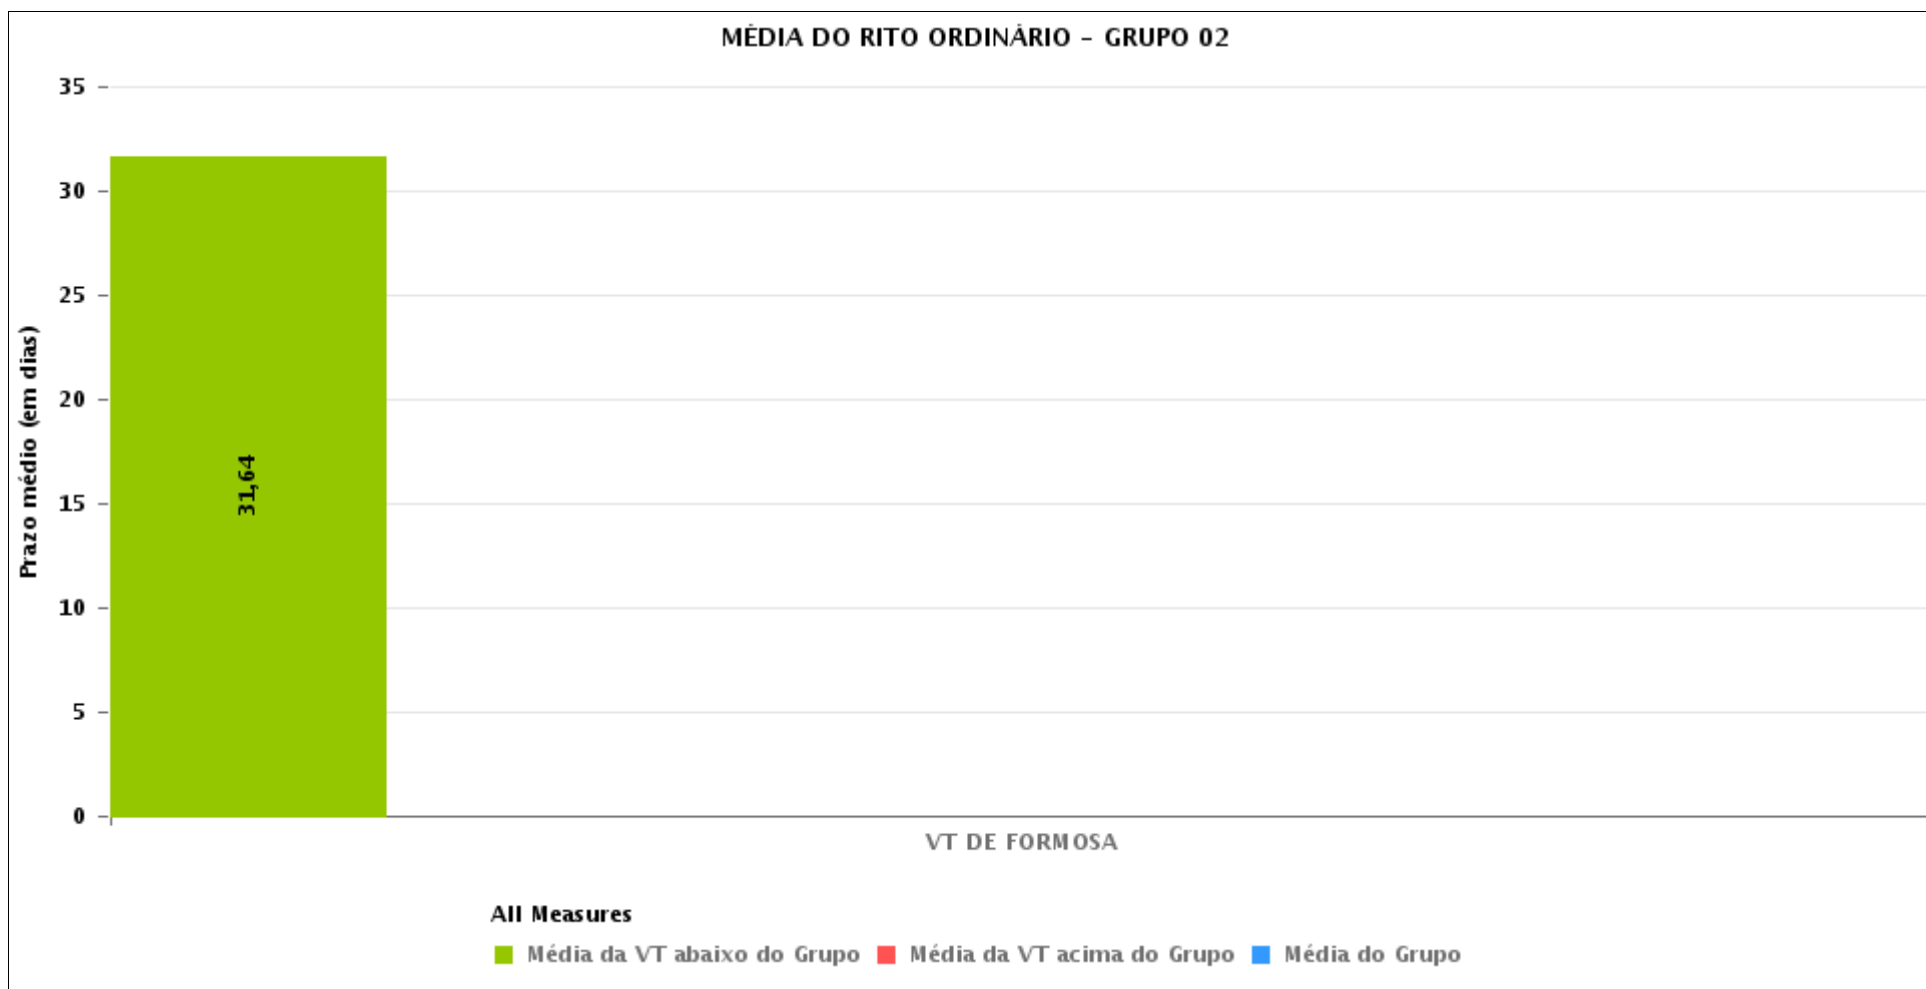 MÉDIA DO RITO ORDINÁRIO - GRUPO 02
35
30
25
20
15
10
5
0
Prazo médio (em dias)
31,64
VT DE FORMOSA
All Measures
Média da VT abaixo do Grupo Média da VT acima do Grupo Média do Grupo